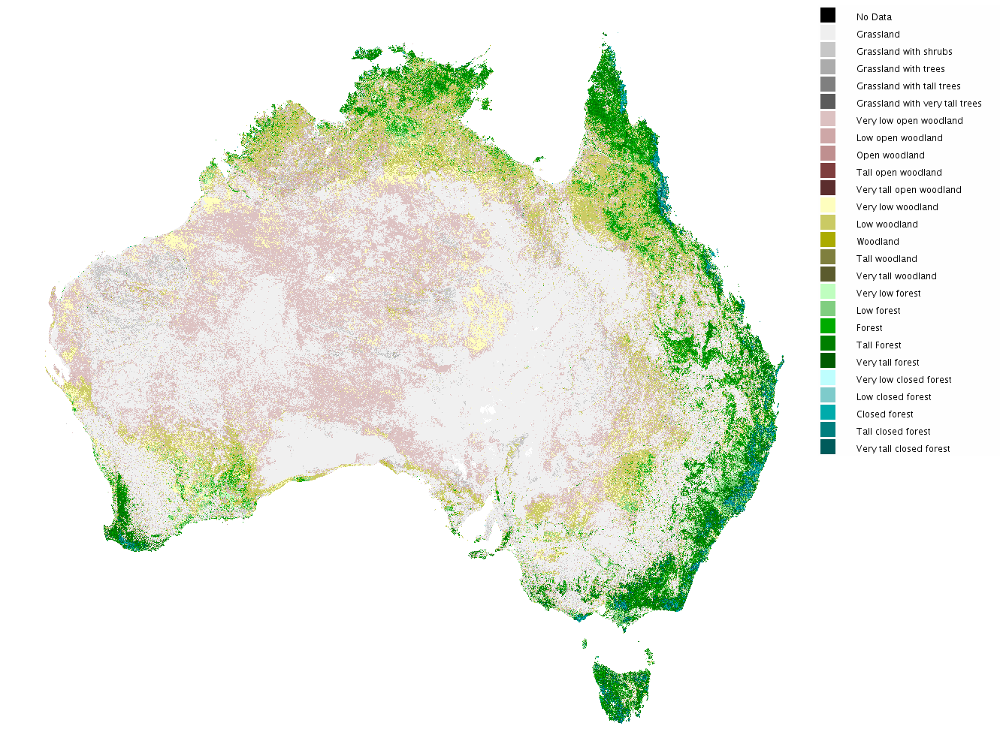 No Data
Grassland
Grassland with shrubs
Grassland with trees
Grassland with tall trees
Grassland with very tall trees
Very low open woodland
Low open woodland
Open woodland
Tall open woodland
Very tall open woodland
Very low woodland
Low woodland
Woodland
Tall woodland
Very tall woodland
Very low forest
Low forest
Forest
Tall Forest
Very tall forest
Very low closed forest
Low closed forest
Closed forest
Tall closed forest
Very tall closed forest